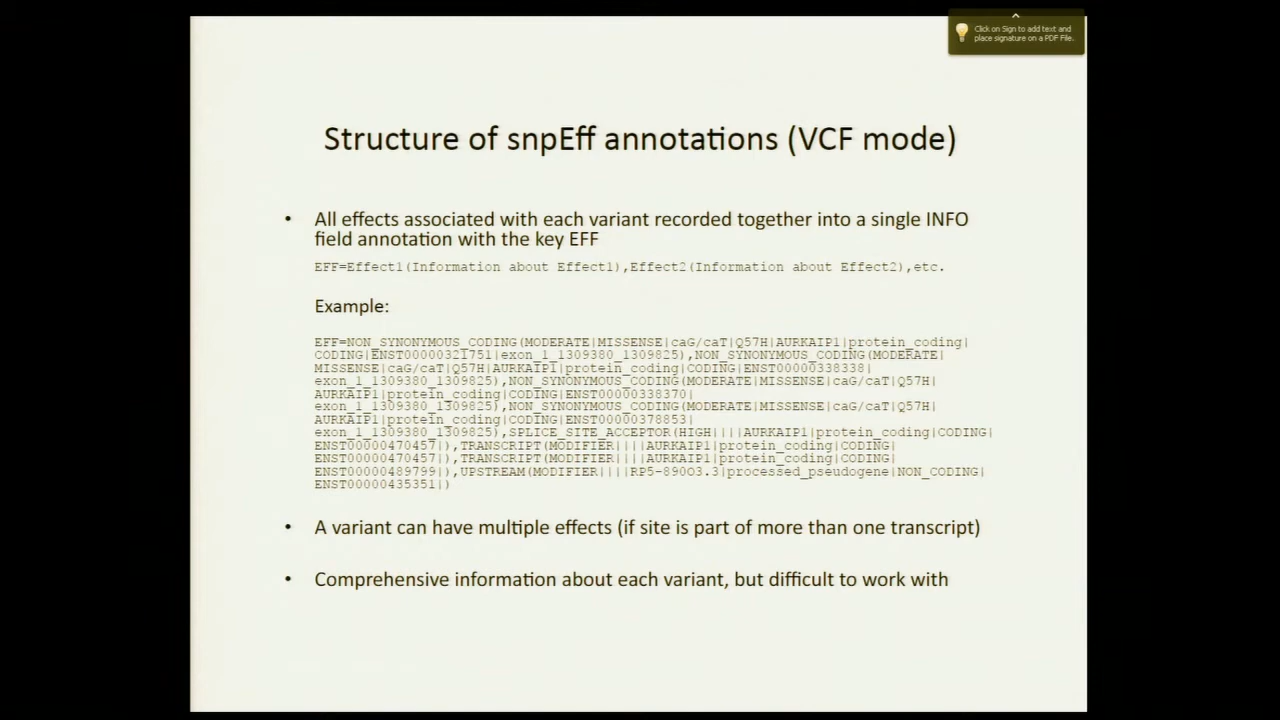 Click on Sign to add text and
place signature on a PDF File.
Structure of snpEff annotations (VCF mode)
• All effects associated with each variant recorded together into a single INFO
field annotation with the key EFF
EFF=Effect1(Information about Effect1),Effect2(Information about Effect2),etc.
Example:
EFF=NON_SYNONYMOUS_CODING(MODERATE|MISSENSE|caG/caT|Q57H|AURKAIP1|protein_coding|
CODING|ENST00000321751|exon_1_1309380_1309825),NON_SYNONYMOUS_CODING(MODERATE|
MISSENSE|caG/caT|Q57H|AURKAIP1|protein_coding|CODING|ENST00000338338|
exon_1_1309380_1309825),NON_SYNONYMOUS_CODING(MODERATE|MISSENSE|caG/caT|Q57H|
AURKAIP1|protein_coding|CODING|ENST00000338370|
exon_1_1309380_1309825),NON_SYNONYMOUS_CODING(MODERATE|MISSENSE|caG/caT|Q57H|
AURKAIP1|protein_coding|CODING|ENST00000378853|
exon_1_1309380_1309825),SPLICE_SITE_ACCEPTOR(HIGH||||AURKAIP1|protein_coding|CODING|
ENST00000470457|),TRANSCRIPT(MODIFIER||||AURKAIP1|protein_coding|CODING|
ENST00000470457|),TRANSCRIPT(MODIFIER||||AURKAIP1|protein_coding|CODING|
ENST00000489799|),UPSTREAM(MODIFIER||||RP5-890O3.3|processed_pseudogene|NON_CODING|
ENST00000435351|)
• A variant can have multiple effects (if site is part of more than one transcript)
• Comprehensive information about each variant, but difficult to work with